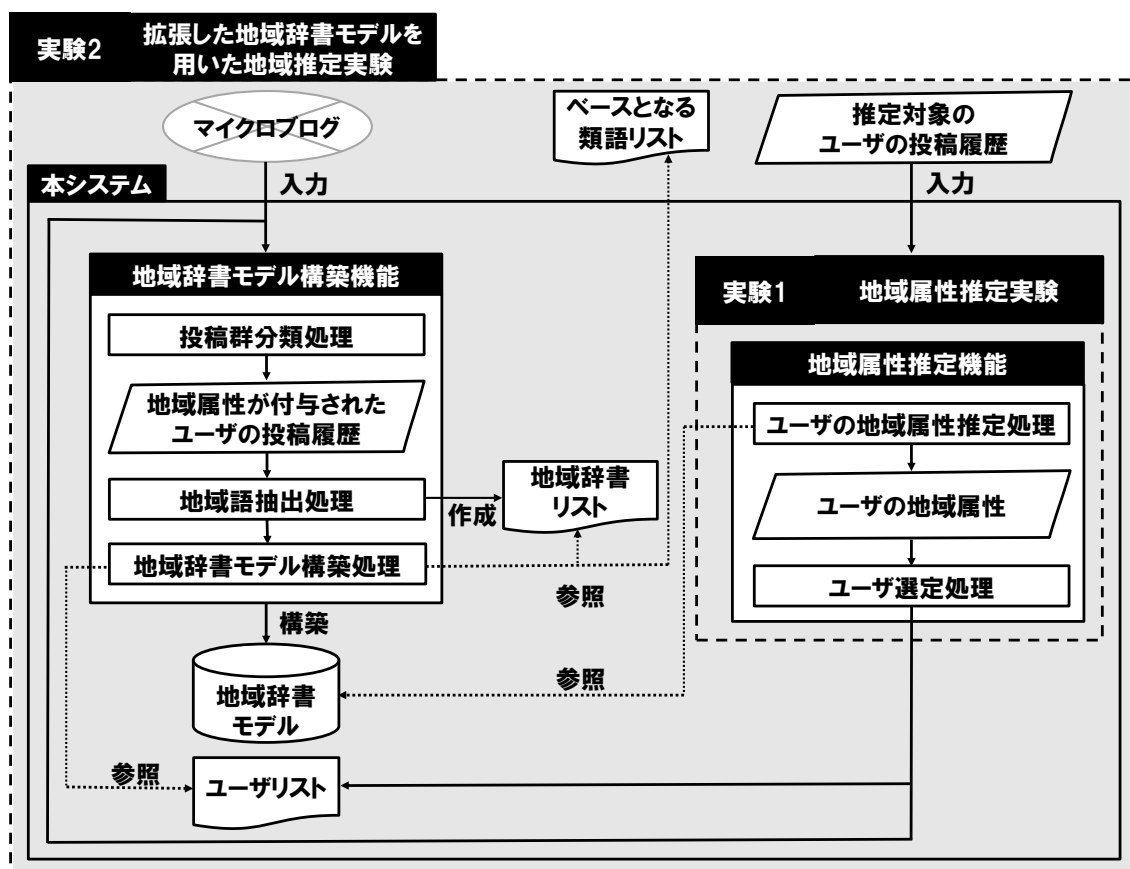 実験2
拡張した地域辞書モデルを
用いた地域推定実験
マイクロブログ
ベースとなる
類語リスト
推定対象の
ユーザの投稿履歴
入力
入力
本システム
地域辞書モデル構築機能
投稿群分類処理
地域属性が付与された
ユーザの投稿履歴
地域語抽出処理
作成
地域辞書
リスト
地域辞書モデル構築処理
参照
構築
地域辞書
モデル
参照
参照
ユーザリスト
実験1
地域属性推定実験
地域属性推定機能
ユーザの地域属性推定処理
ユーザの地域属性
ユーザ選定処理